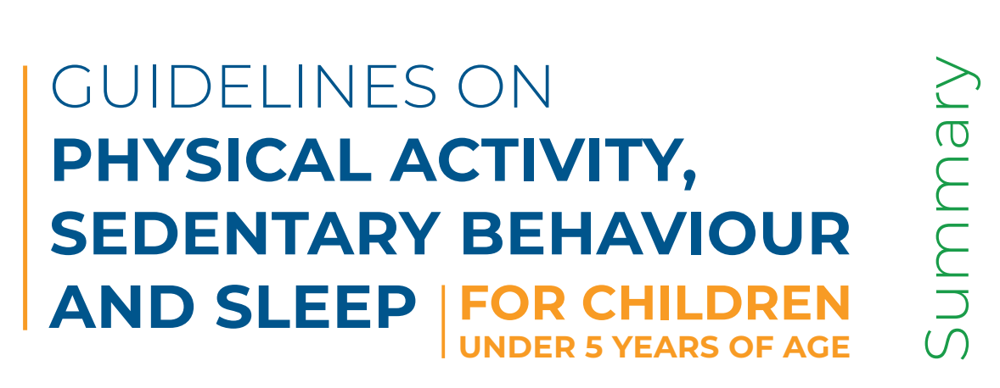 GUIDELINES ON
PHYSICAL ACTIVITY,
SEDENTARY BEHAVIOUR
AND SLEEP
FOR CHILDREN
UNDER 5 YEARS OF AGE
Summary